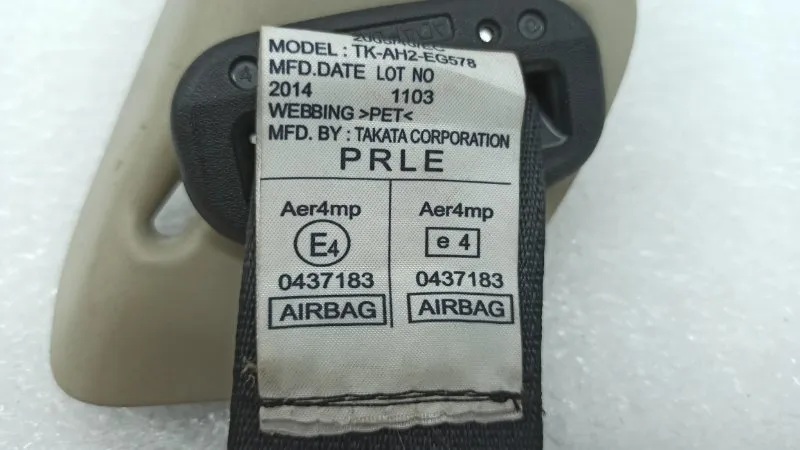 MODEL : TK-AH2-EG578
MFD.DATE LOT NO
2014 1103
WEBBING >PET<
MFD. BY : TAKATA CORPORATION
PRLE
Aer4mp
E4
0437183
AIRBAG
Aer4mp
e 4
0437183
AIRBAG
4